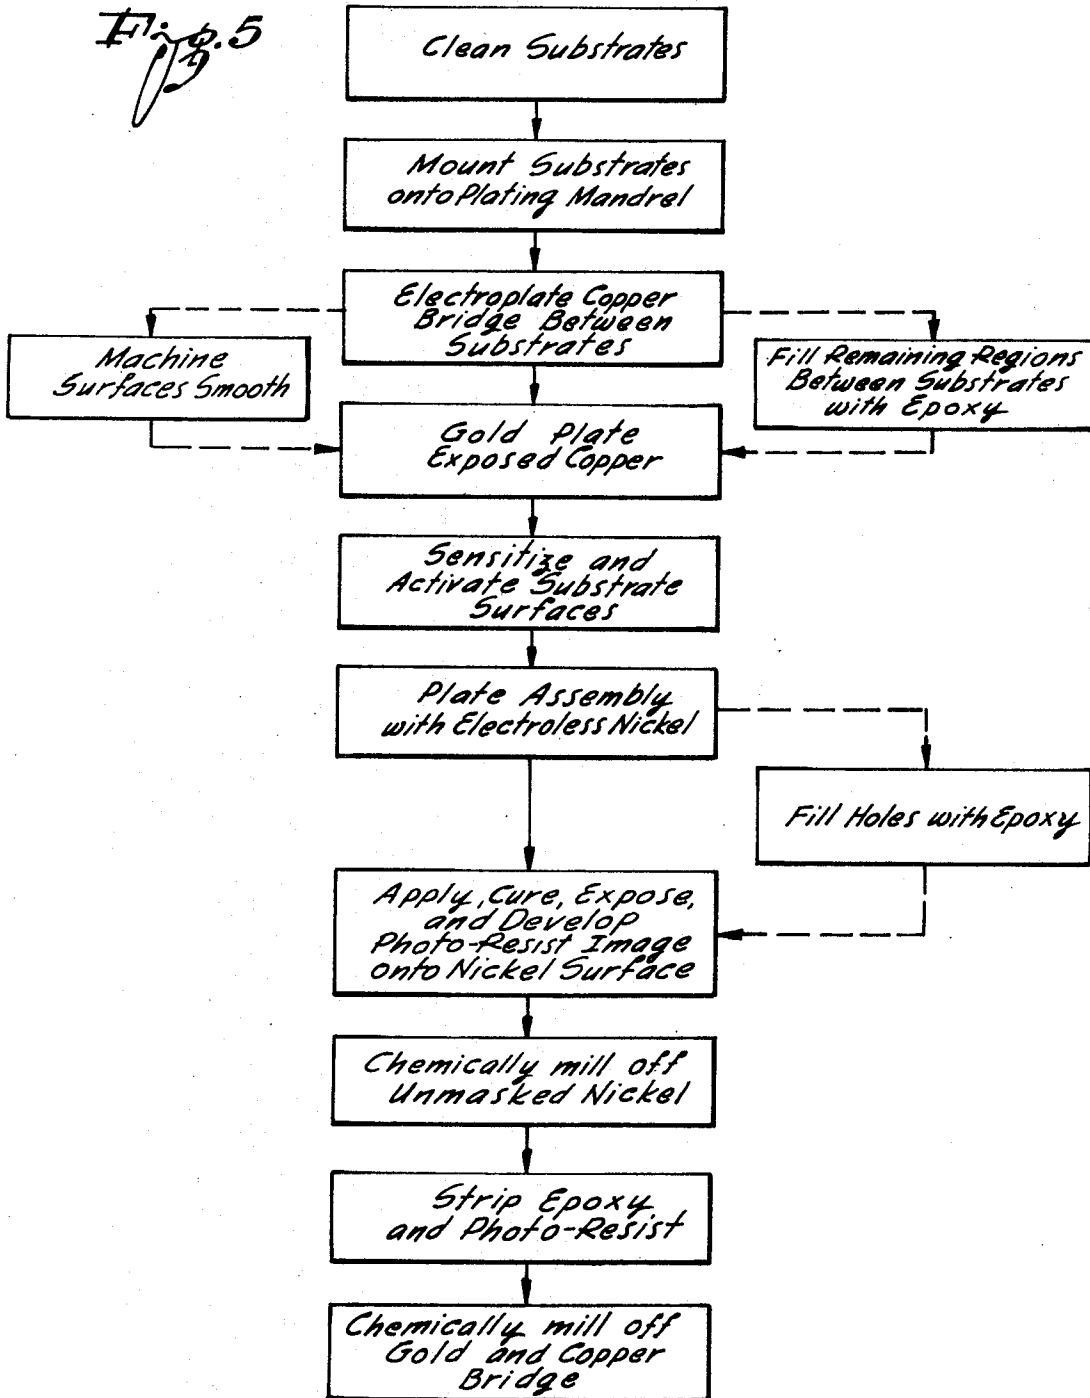 Fig. 5
Clean Substrates
Mount Substrates
onto Plating Mandrel
Electroplate Copper
Bridge Between
Substrates
Machine
Surfaces Smooth
Fill Remaining Regions
Between Substrates
with Epoxy
Gold Plate
Exposed Copper
Sensitize and
Activate Substrate
Surfaces
Plate Assembly
with Electroless Nickel
Fill Holes with Epoxy
Apply, Cure, Expose,
and Develop
Photo-Resist Image
onto Nickel Surface
Chemically mill off
Unmasked Nickel
Strip Epoxy
and Photo-Resist
Chemically mill off
Gold and Copper
Bridge